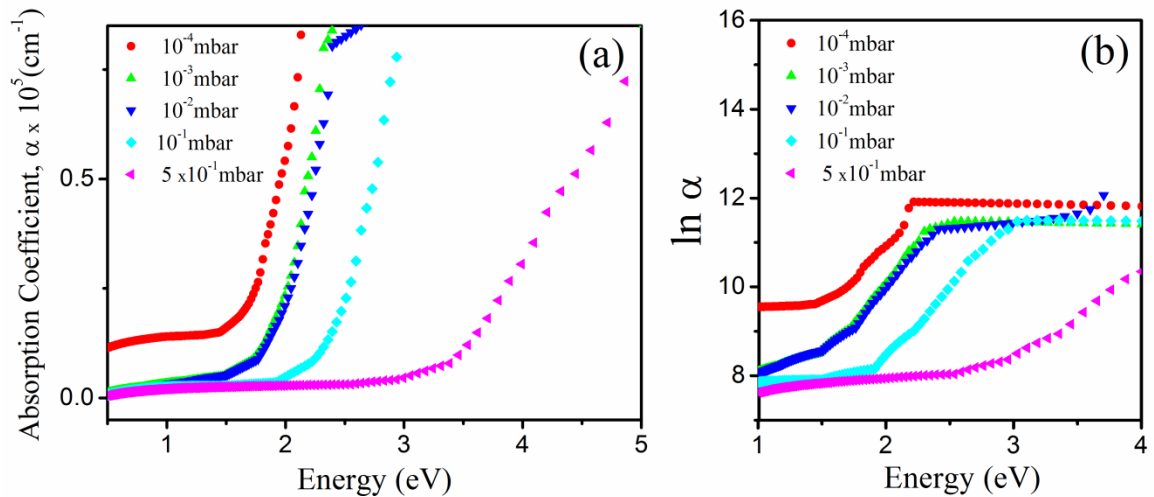 Absorption Coefficient, α x 10⁵(cm⁻¹)
0.5
0.0
1
2
3
4
5
Energy (eV)
10⁻⁴mbar
10⁻³mbar
10⁻²mbar
10⁻¹mbar
5 x10⁻¹mbar
(a)
ln α
16
14
12
10
8
1
2
3
4
Energy (eV)
10⁻⁴mbar
10⁻³mbar
10⁻²mbar
10⁻¹mbar
5 x10⁻¹mbar
(b)